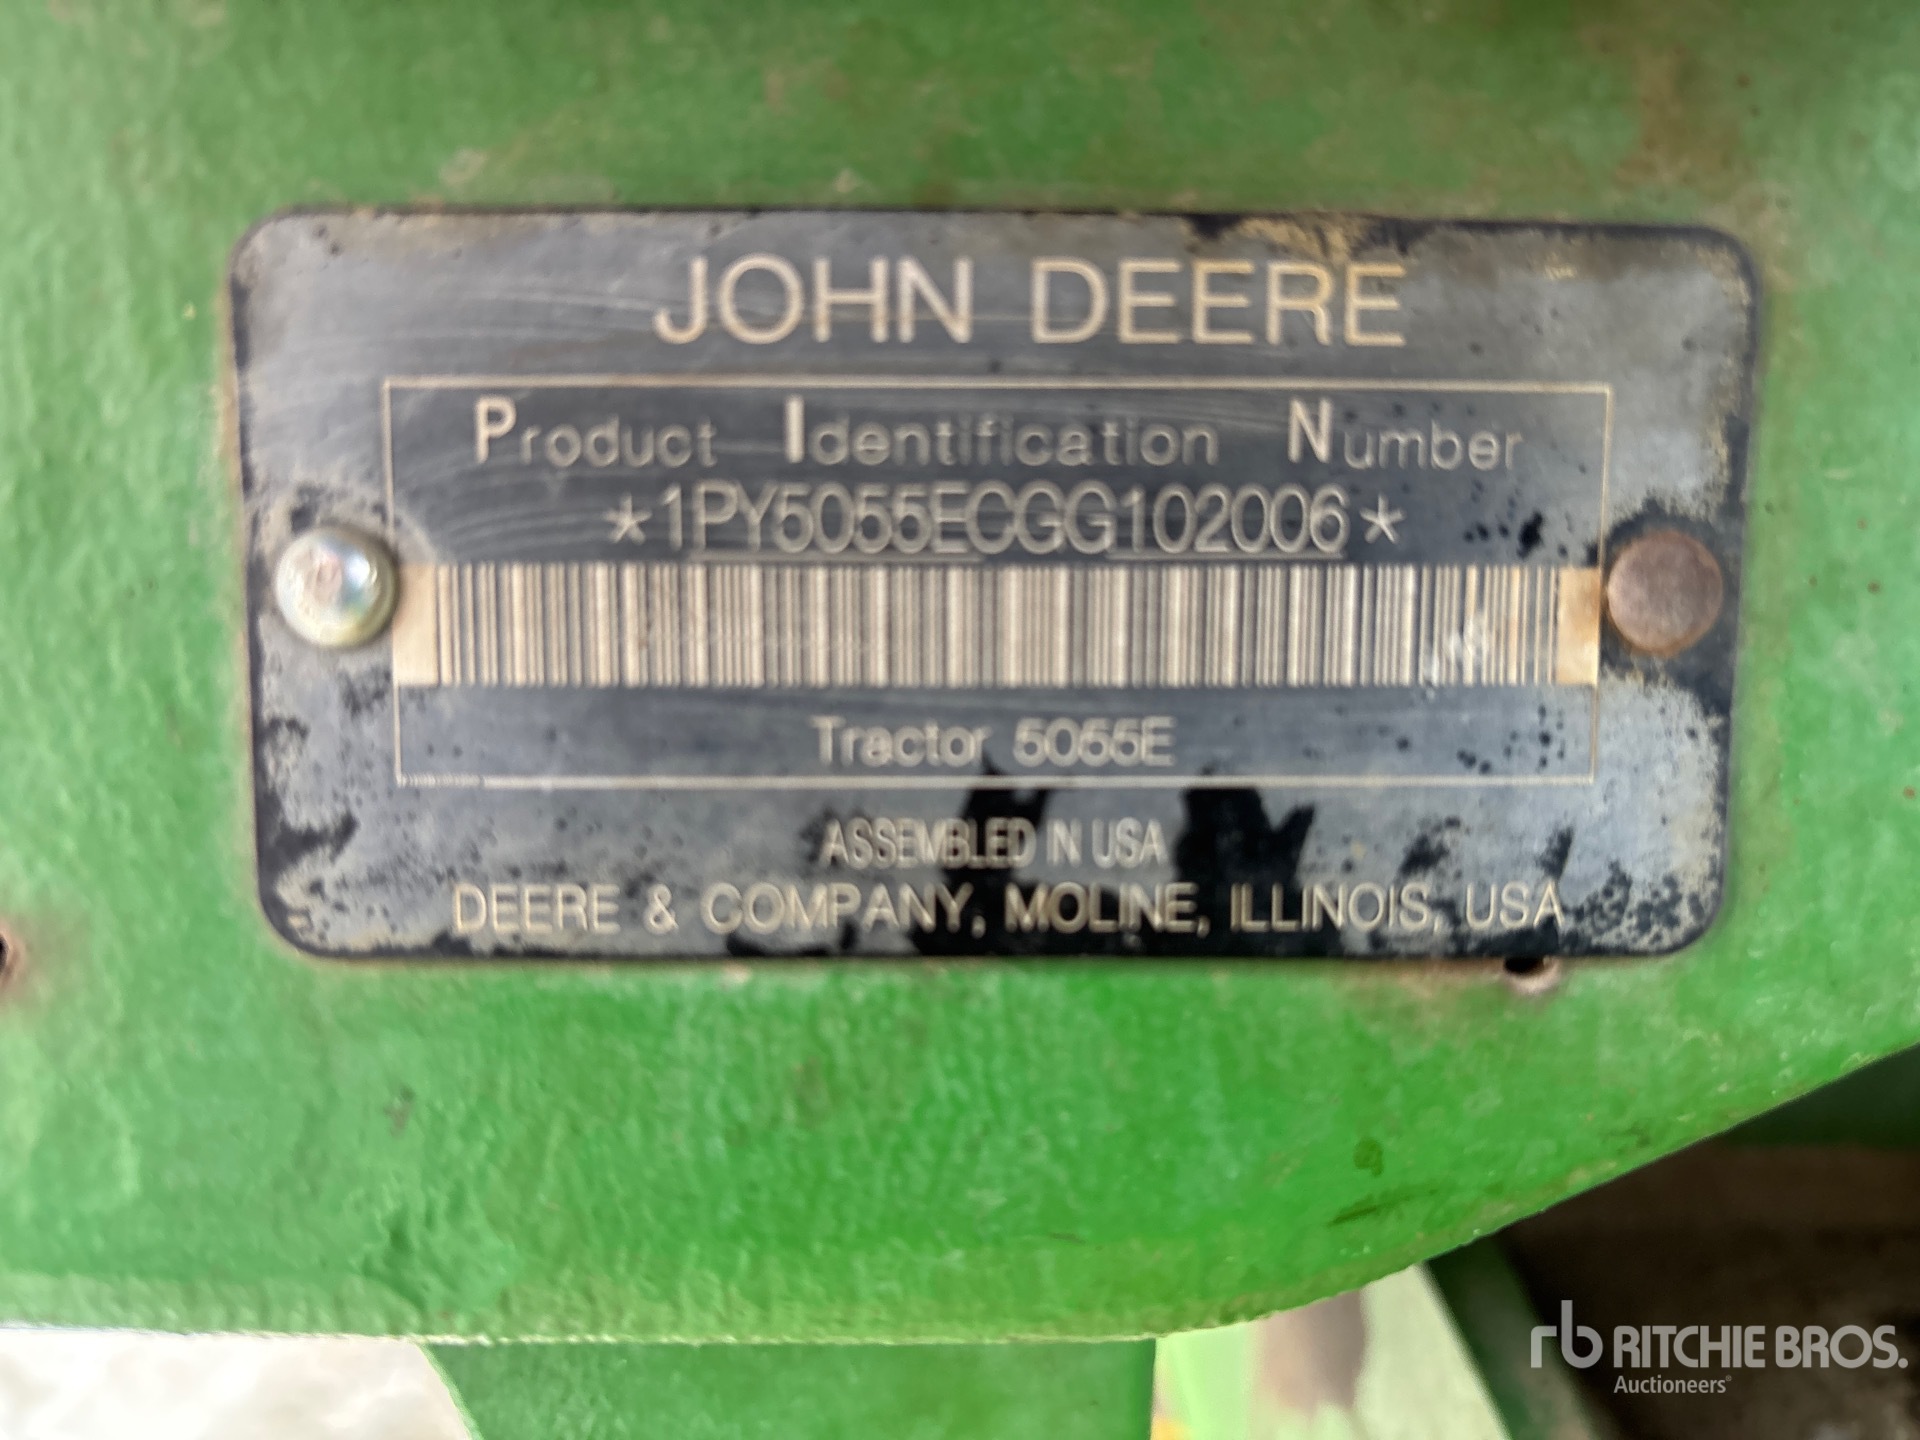 JOHN DEERE
Product Identification Number
*1PY5055ECGG102006*
Tractor 5055E
ASSEMBLED IN USA
DEERE & COMPANY, MOLINE, ILLINOIS, USA
rb RITCHIE BROS.
Auctioneers®